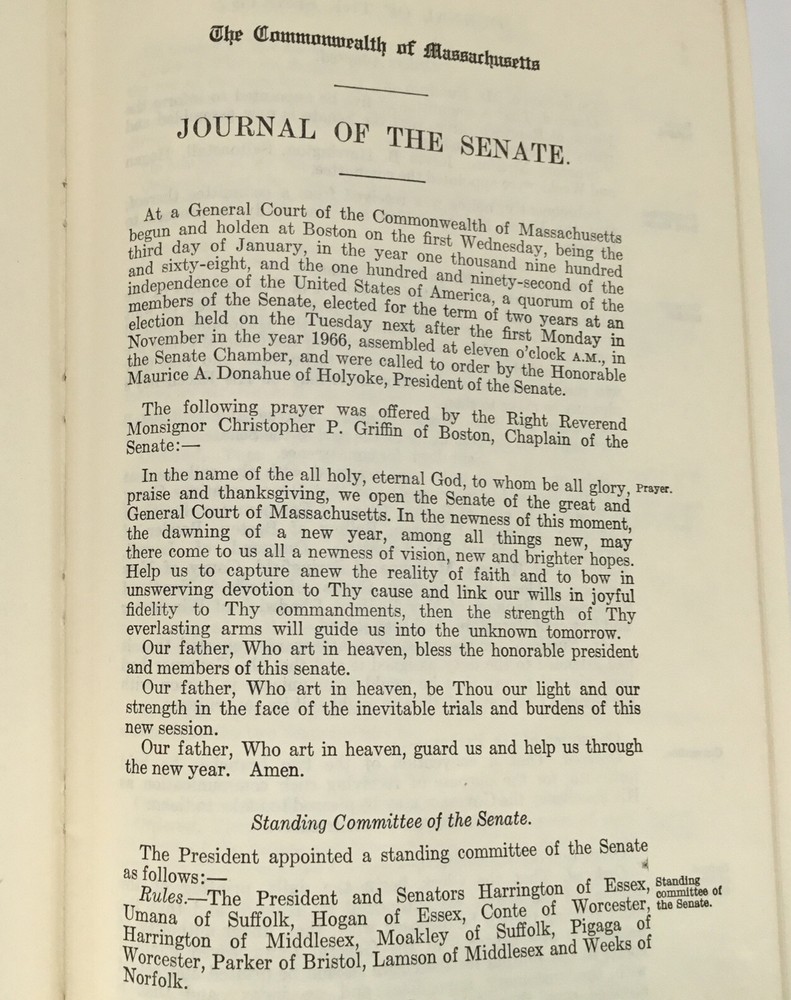 The Commonwealth of Massachusetts
JOURNAL OF THE SENATE.
At a General Court of the Commonwealth of Massachusetts
begun and holden at Boston on the first Wednesday, being the
third day of January, in the year one thousand nine hundred
and sixty-eight, and the one hundred and ninety-second of the
independence of the United States of America, a quorum of the
members of the Senate, elected for the term of two years at an
election held on the Tuesday next after the first Monday in
November in the year 1966, assembled at eleven o'clock A.M., in
the Senate Chamber, and were called to order by the Honorable
Maurice A. Donahue of Holyoke, President of the Senate.
The following prayer was offered by the Right Reverend
Monsignor Christopher P. Griffin of Boston, Chaplain of the
Senate:—
In the name of the all holy, eternal God, to whom be all glory, Prayer.
praise and thanksgiving, we open the Senate of the great and
General Court of Massachusetts. In the newness of this moment,
the dawning of a new year, among all things new, may
there come to us all a newness of vision, new and brighter hopes.
Help us to capture anew the reality of faith and to bow in
unswerving devotion to Thy cause and link our wills in joyful
fidelity to Thy commandments, then the strength of Thy
everlasting arms will guide us into the unknown tomorrow.
Our father, Who art in heaven, bless the honorable president
and members of this senate.
Our father, Who art in heaven, be Thou our light and our
strength in the face of the inevitable trials and burdens of this
new session.
Our father, Who art in heaven, guard us and help us through
the new year. Amen.
Standing Committee of the Senate.
The President appointed a standing committee of the Senate
as follows:—
Rules.—The President and Senators Harrington of Essex,
Umana of Suffolk, Hogan of Essex, Conte of Worcester,
Harrington of Middlesex, Moakley of Suffolk, Pigaga of
Worcester, Parker of Bristol, Lamson of Middlesex and Weeks of
Norfolk.
Standing
committee of
the Senate.